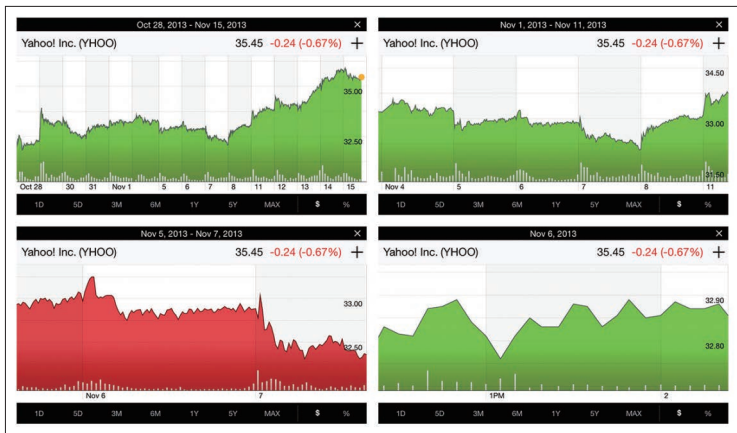 Oct 28, 2013 - Nov 15, 2013 ×
Yahoo! Inc. (YHOO) 35.45 -0.24 (-0.67%) +
35.00
32.50
Oct 28 30 31 Nov 1 5 6 7 8 11 12 13 14 15
1D 5D 3M 6M 1Y 5Y MAX $ %
Nov 1, 2013 - Nov 11, 2013 ×
Yahoo! Inc. (YHOO) 35.45 -0.24 (-0.67%) +
34.50
33.00
31.50
Nov 4 5 6 7 8 11
1D 5D 3M 6M 1Y 5Y MAX $ %
Nov 5, 2013 - Nov 7, 2013 ×
Yahoo! Inc. (YHOO) 35.45 -0.24 (-0.67%) +
33.00
32.50
Nov 6 7
1D 5D 3M 6M 1Y 5Y MAX $ %
Nov 6, 2013 ×
Yahoo! Inc. (YHOO) 35.45 -0.24 (-0.67%) +
32.90
32.80
1PM 2
1D 5D 3M 6M 1Y 5Y MAX $ %